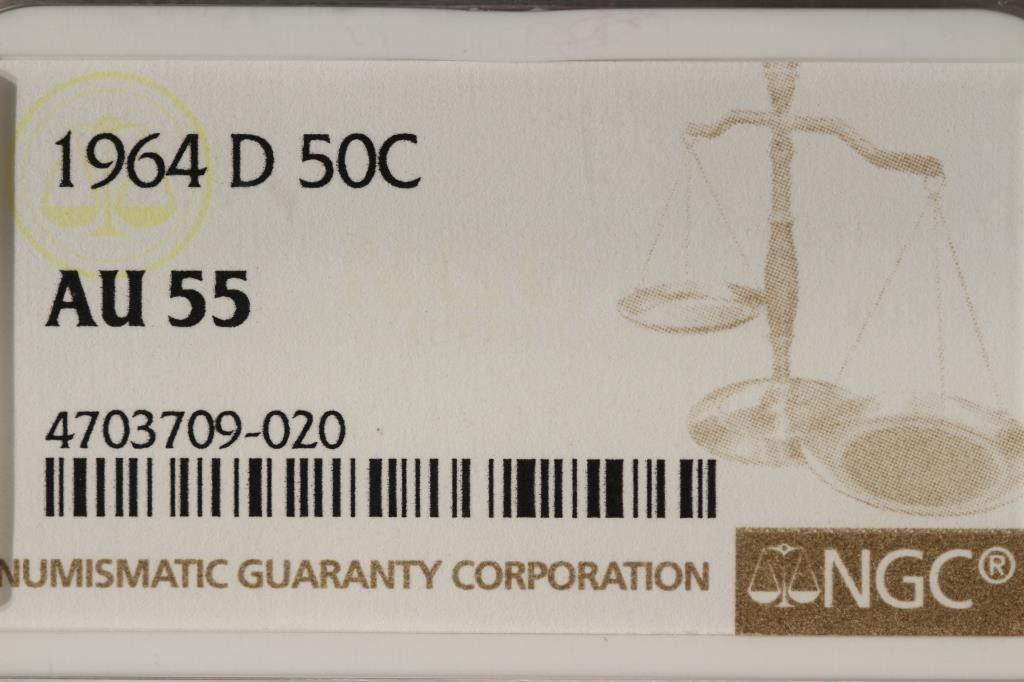 1964 D 50C
AU 55
4703709-020
NUMISMATIC GUARANTY CORPORATION
NGC®